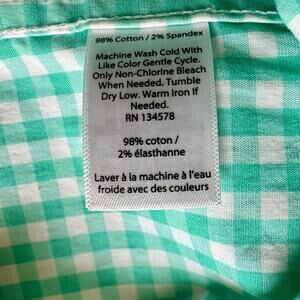 98% Cotton / 2% Spandex
Machine Wash Cold With
Like Color Gentle Cycle.
Only Non-Chlorine Bleach
When Needed. Tumble
Dry Low. Warm Iron If
Needed.
RN 134578
98% coton /
2% élasthanne
Laver à la machine à l'eau
froide avec des couleurs